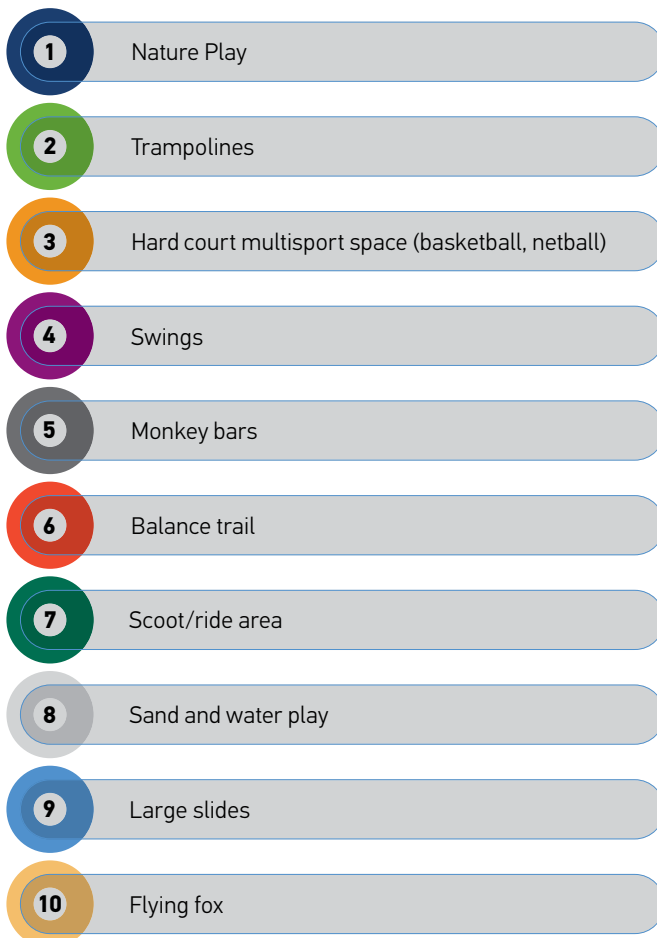 1 Nature Play
2 Trampolines
3 Hard court multisport space (basketball, netball)
4 Swings
5 Monkey bars
6 Balance trail
7 Scoot/ride area
8 Sand and water play
9 Large slides
10 Flying fox